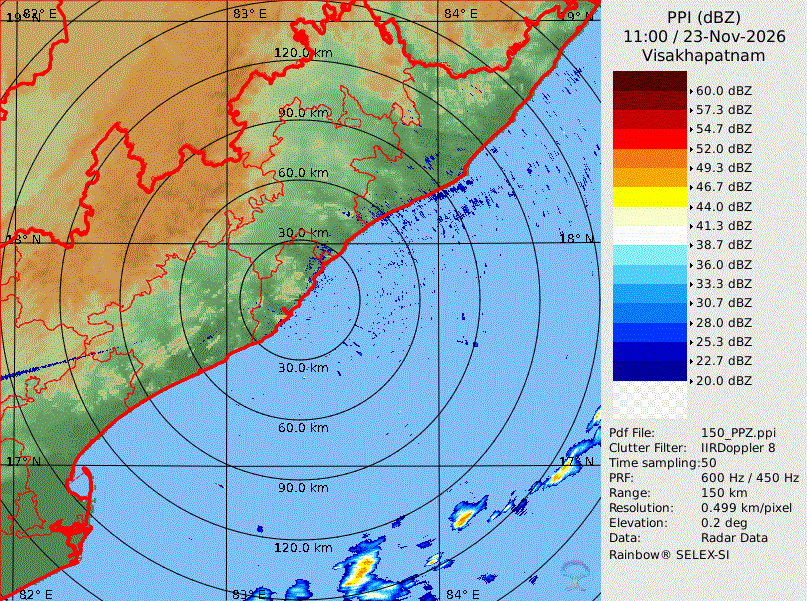 82° E
83° E
84° E
19° N
19° N
120.0 km
90.0 km
60.0 km
30.0 km
18° N
18° N
30.0 km
60.0 km
17° N
17° N
90.0 km
120.0 km
82° E
83° E
84° E
PPI (dBZ)
11:00 / 23-Nov-2026
Visakhapatnam
60.0 dBZ
57.3 dBZ
54.7 dBZ
52.0 dBZ
49.3 dBZ
46.7 dBZ
44.0 dBZ
41.3 dBZ
38.7 dBZ
36.0 dBZ
33.3 dBZ
30.7 dBZ
28.0 dBZ
25.3 dBZ
22.7 dBZ
20.0 dBZ
Pdf File: 150_PPZ.ppi
Clutter Filter: IIRDoppler 8
Time sampling:50
PRF: 600 Hz / 450 Hz
Range: 150 km
Resolution: 0.499 km/pixel
Elevation: 0.2 deg
Data: Radar Data
Rainbow® SELEX-SI